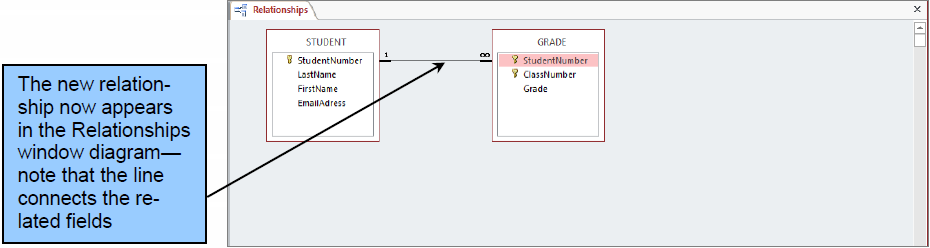 Relationships
STUDENT
StudentNumber
LastName
FirstName
EmailAdress
1
∞
GRADE
StudentNumber
ClassNumber
Grade
The new relation-
ship now appears
in the Relationships
window diagram—
note that the line
connects the re-
lated fields